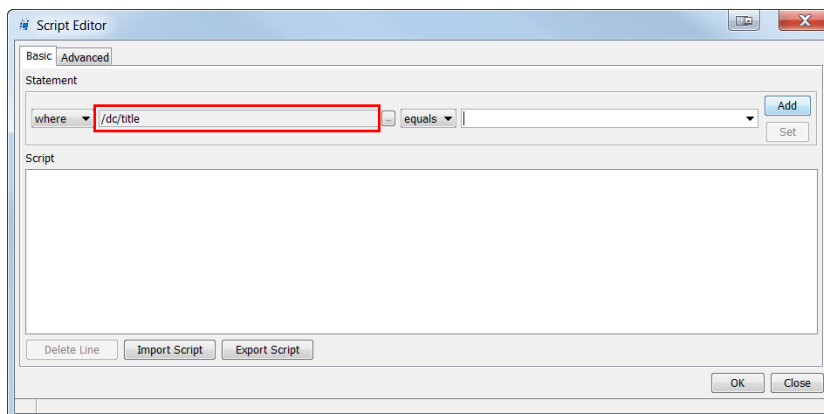 Script Editor
Basic Advanced
Statement
where /dc/title ... equals Add
Set
Script
Delete Line Import Script Export Script
OK Close